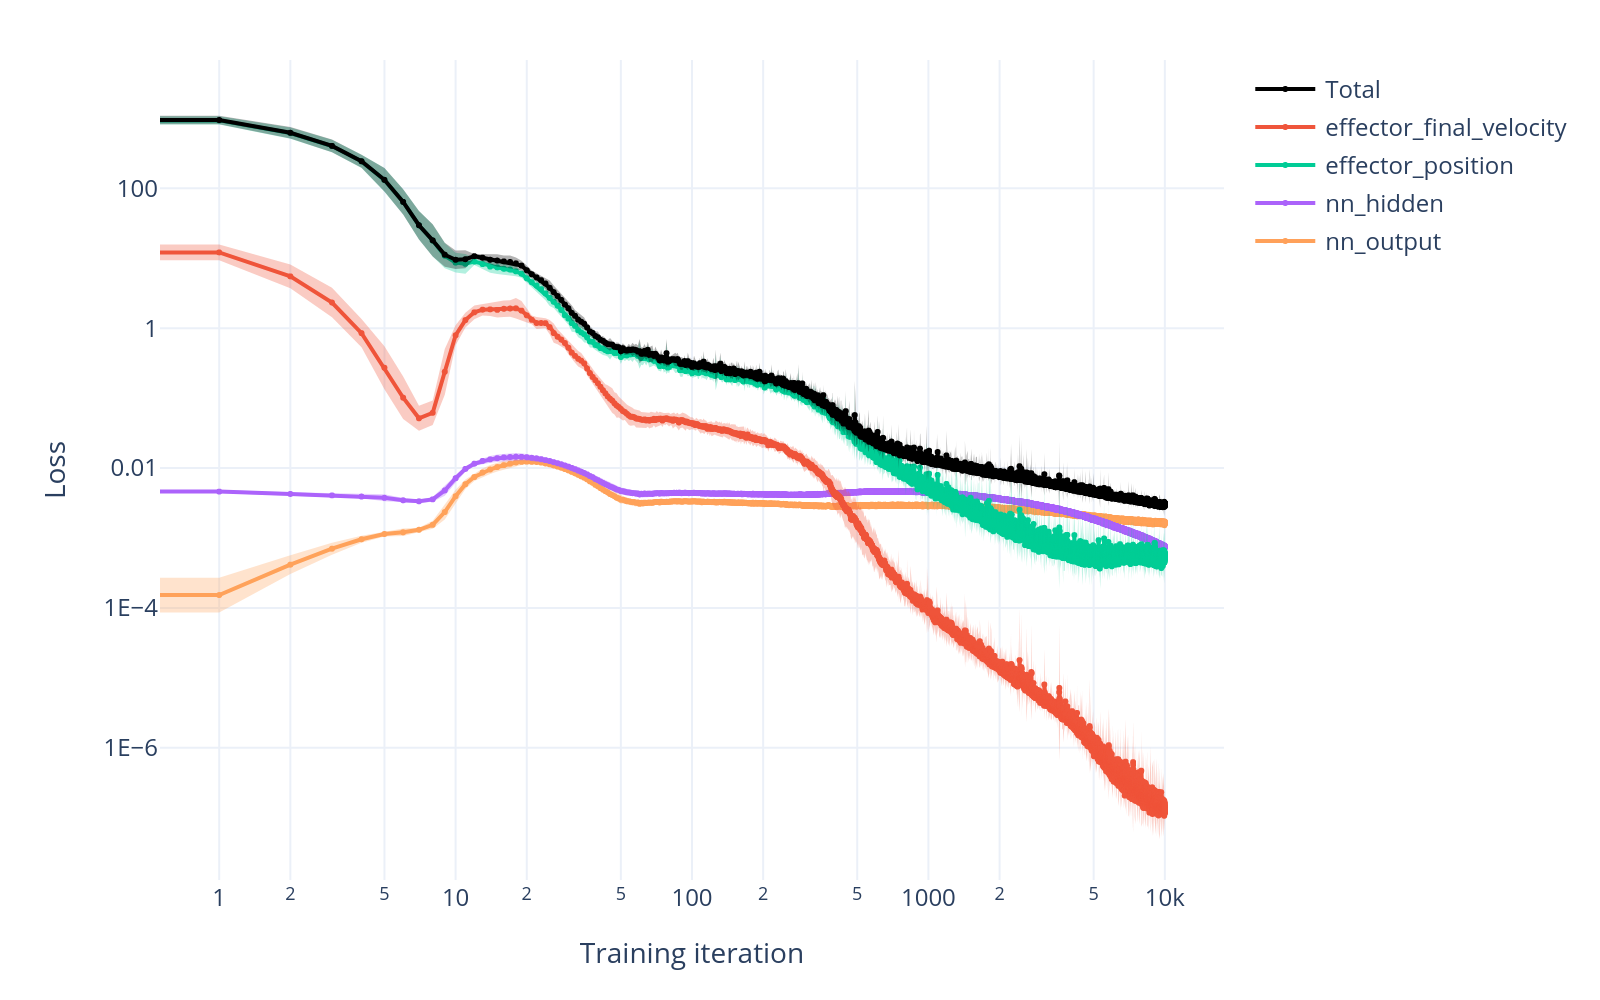 Total
effector_final_velocity
effector_position
nn_hidden
nn_output
Loss
100
1
0.01
1E−4
1E−6
1 2 5 10 2 5 100 2 5 1000 2 5 10k
Training iteration